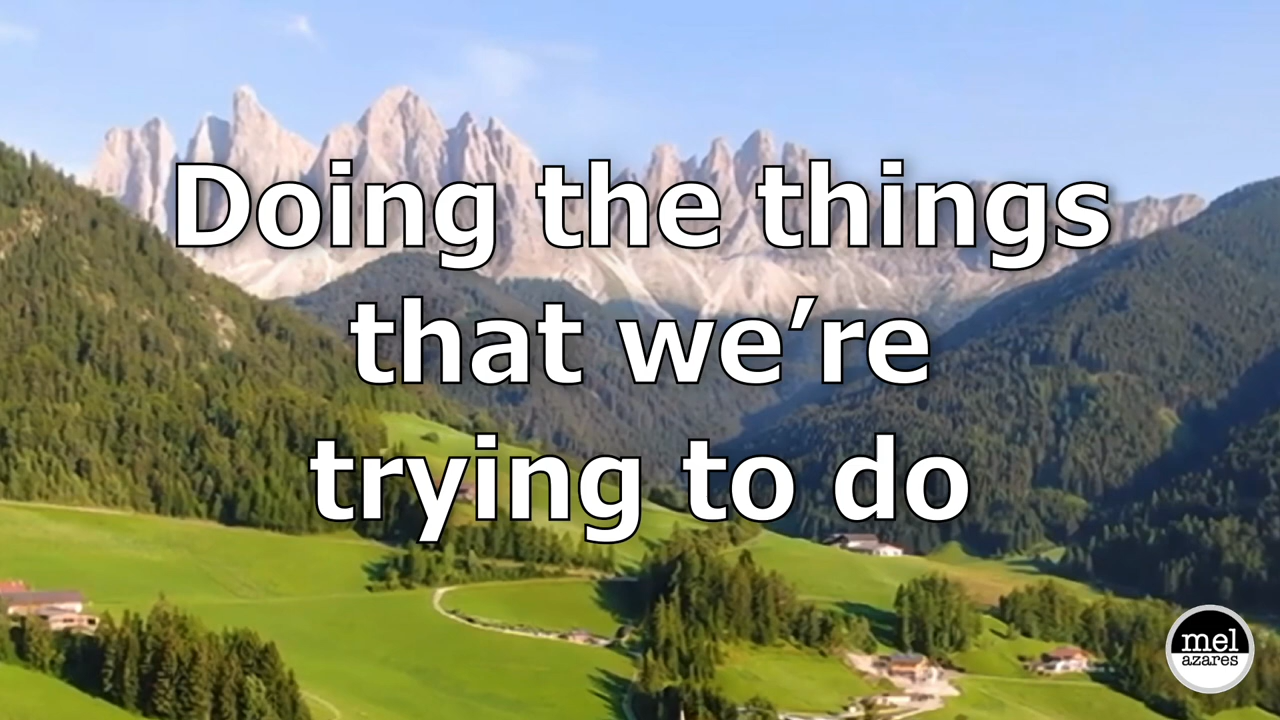 Doing the things
that we’re
trying to do
mel
azares